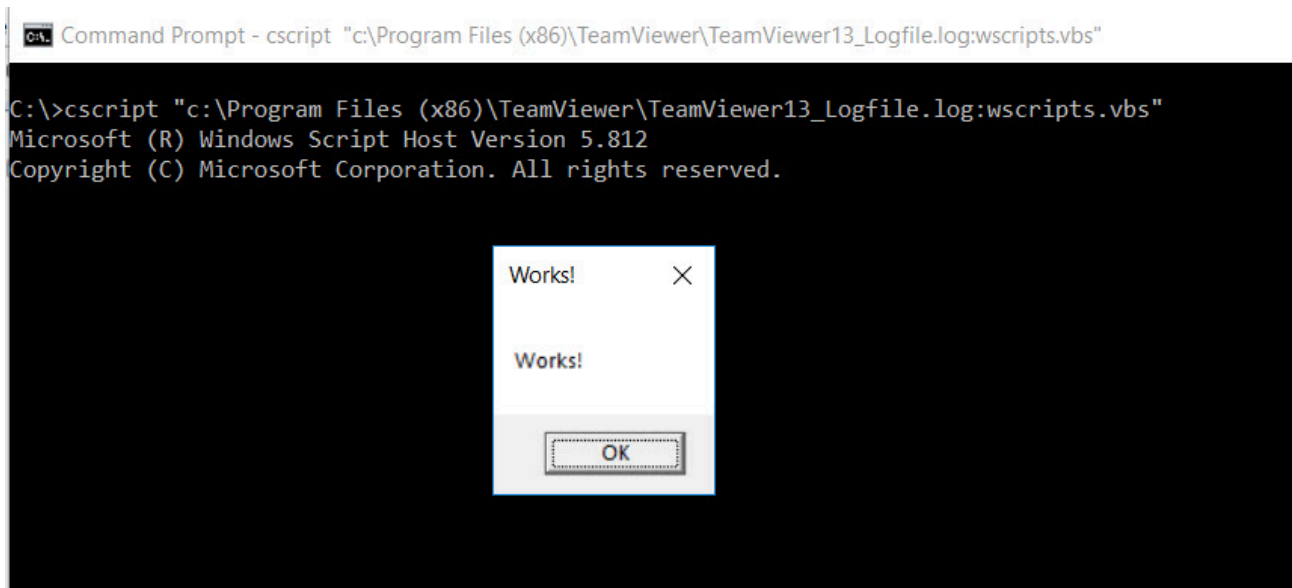 Command Prompt - cscript "c:\Program Files (x86)\TeamViewer\TeamViewer13_Logfile.log:wscripts.vbs"
C:\>cscript "c:\Program Files (x86)\TeamViewer\TeamViewer13_Logfile.log:wscripts.vbs"
Microsoft (R) Windows Script Host Version 5.812
Copyright (C) Microsoft Corporation. All rights reserved.
Works!
Works!
OK